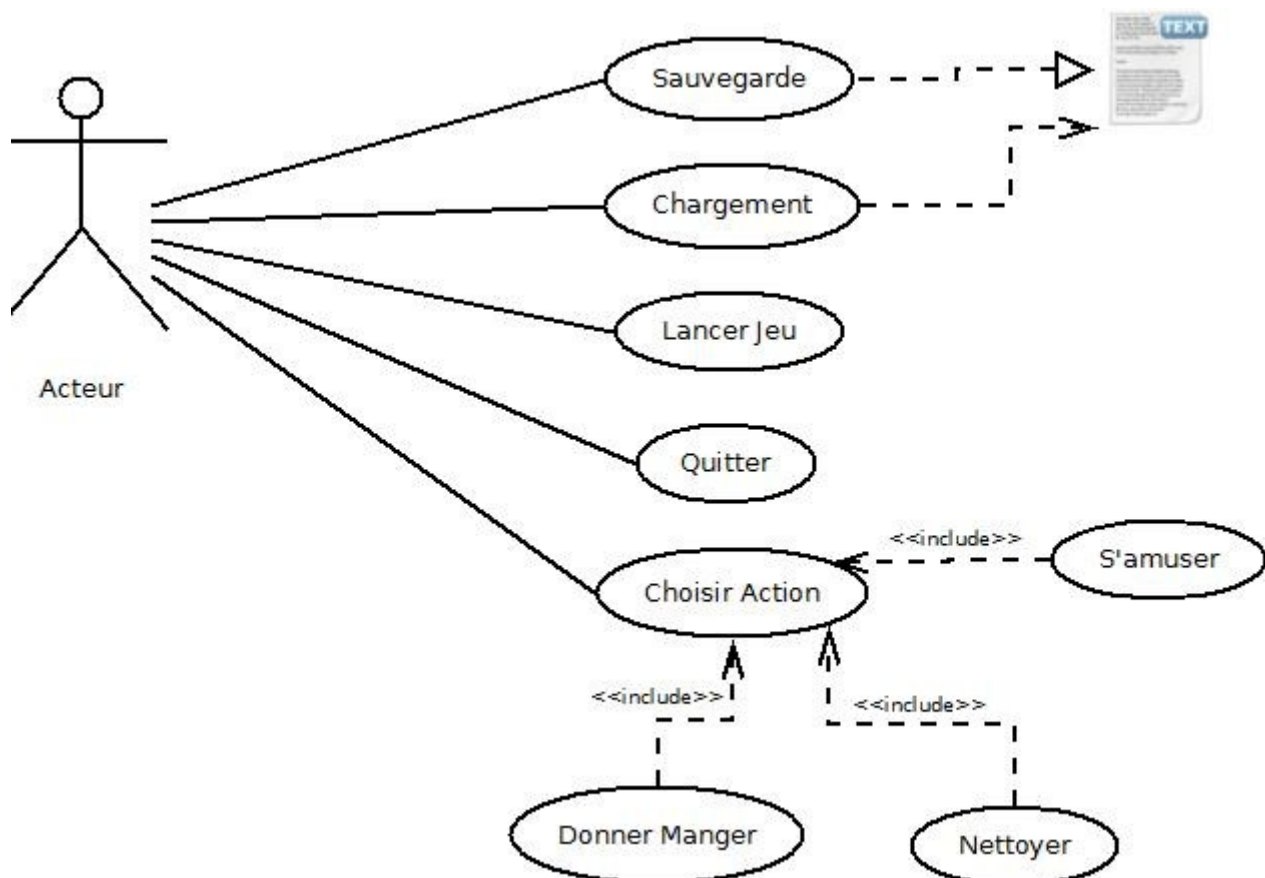 TEXT
Sauvegarde
Chargement
Lancer Jeu
Acteur
Quitter
<<include>>
S'amuser
Choisir Action
<<include>>
<<include>>
Donner Manger
Nettoyer